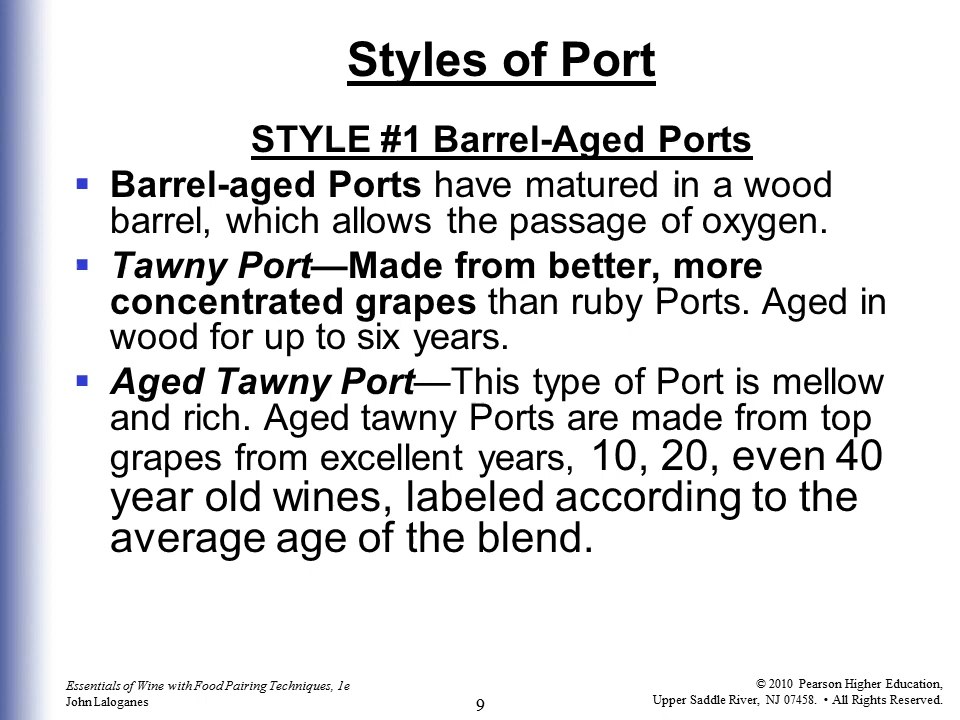 Styles of Port
STYLE #1 Barrel-Aged Ports
▪ Barrel-aged Ports have matured in a wood
barrel, which allows the passage of oxygen.
▪ Tawny Port—Made from better, more
concentrated grapes than ruby Ports. Aged in
wood for up to six years.
▪ Aged Tawny Port—This type of Port is mellow
and rich. Aged tawny Ports are made from top
grapes from excellent years, 10, 20, even 40
year old wines, labeled according to the
average age of the blend.
Essentials of Wine with Food Pairing Techniques, 1e
John Laloganes
9
© 2010 Pearson Higher Education,
Upper Saddle River, NJ 07458. • All Rights Reserved.